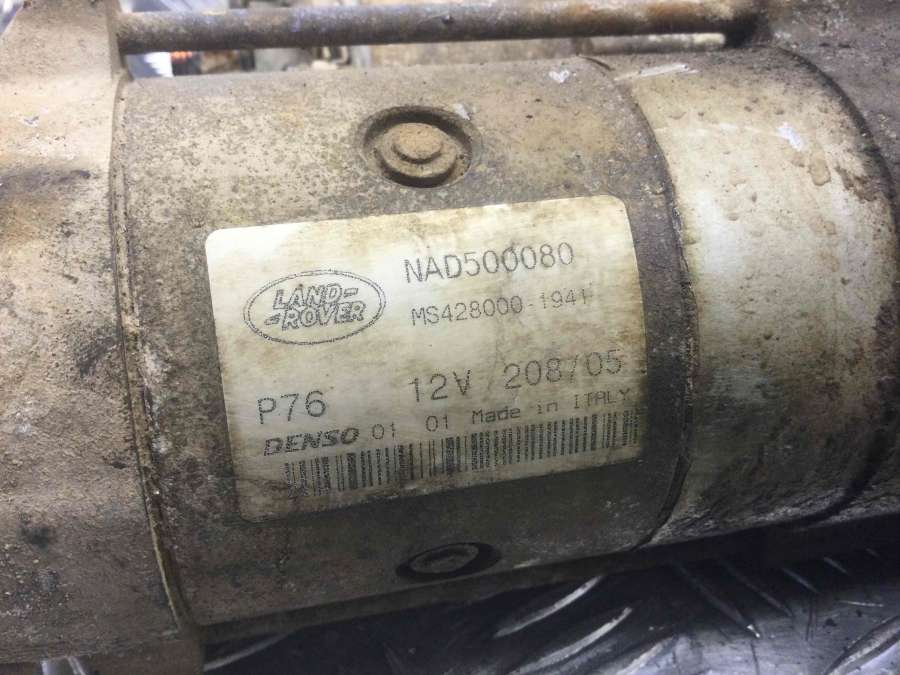 LAND-
-ROVER
NAD500080
MS428000-1941
P76 12V 208/05
DENSO 01 01 Made in ITALY